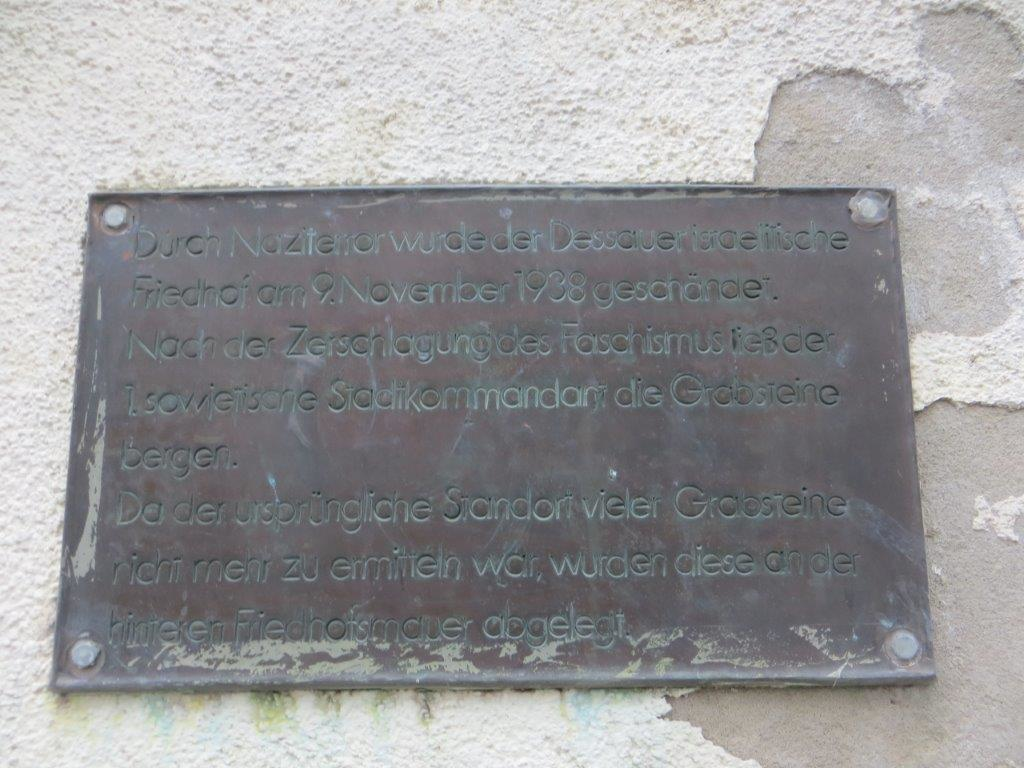 Durch Naziterror wurde der Dessauer israelitische
Friedhof am 9. November 1938 geschändet.
Nach der Zerschlagung des Faschismus ließ der
1. sowjetische Stadtkommandant die Grabsteine
bergen.
Da der ursprüngliche Standort vieler Grabsteine
nicht mehr zu ermitteln war, wurden diese an der
hinteren Friedhofsmauer abgelegt.